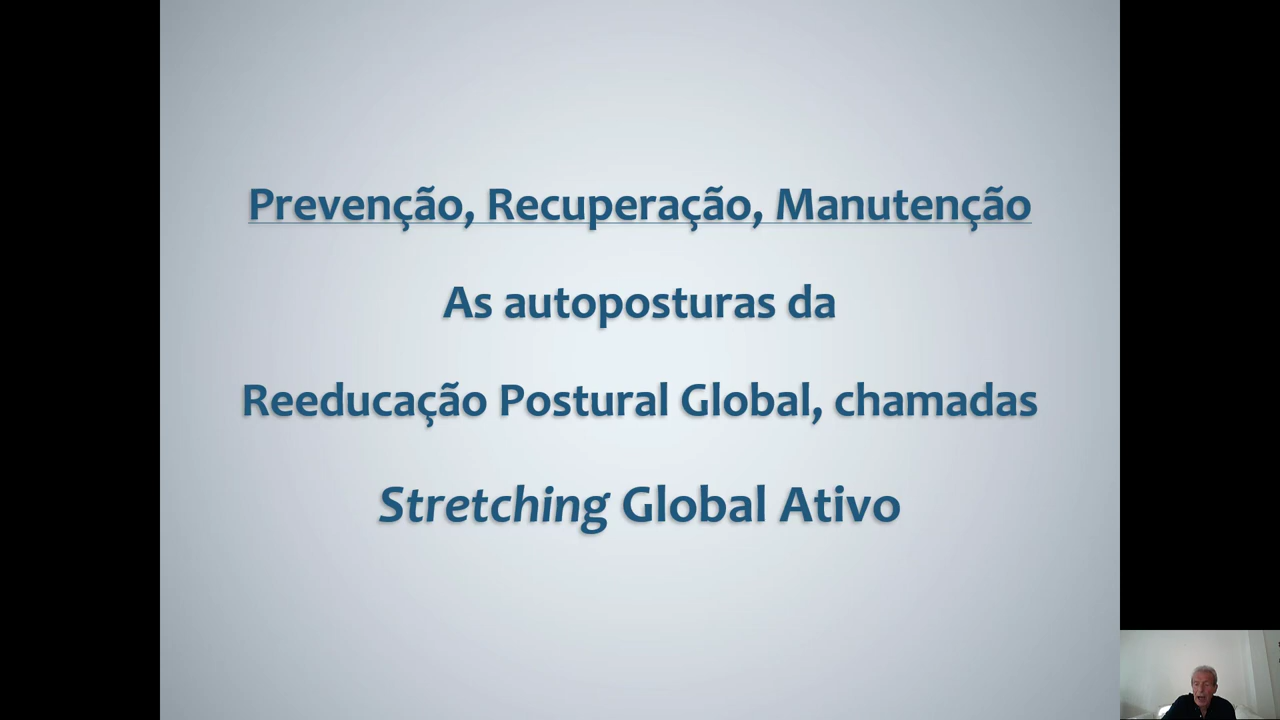 Prevenção, Recuperação, Manutenção
As autoposturas da
Reeducação Postural Global, chamadas
Stretching Global Ativo